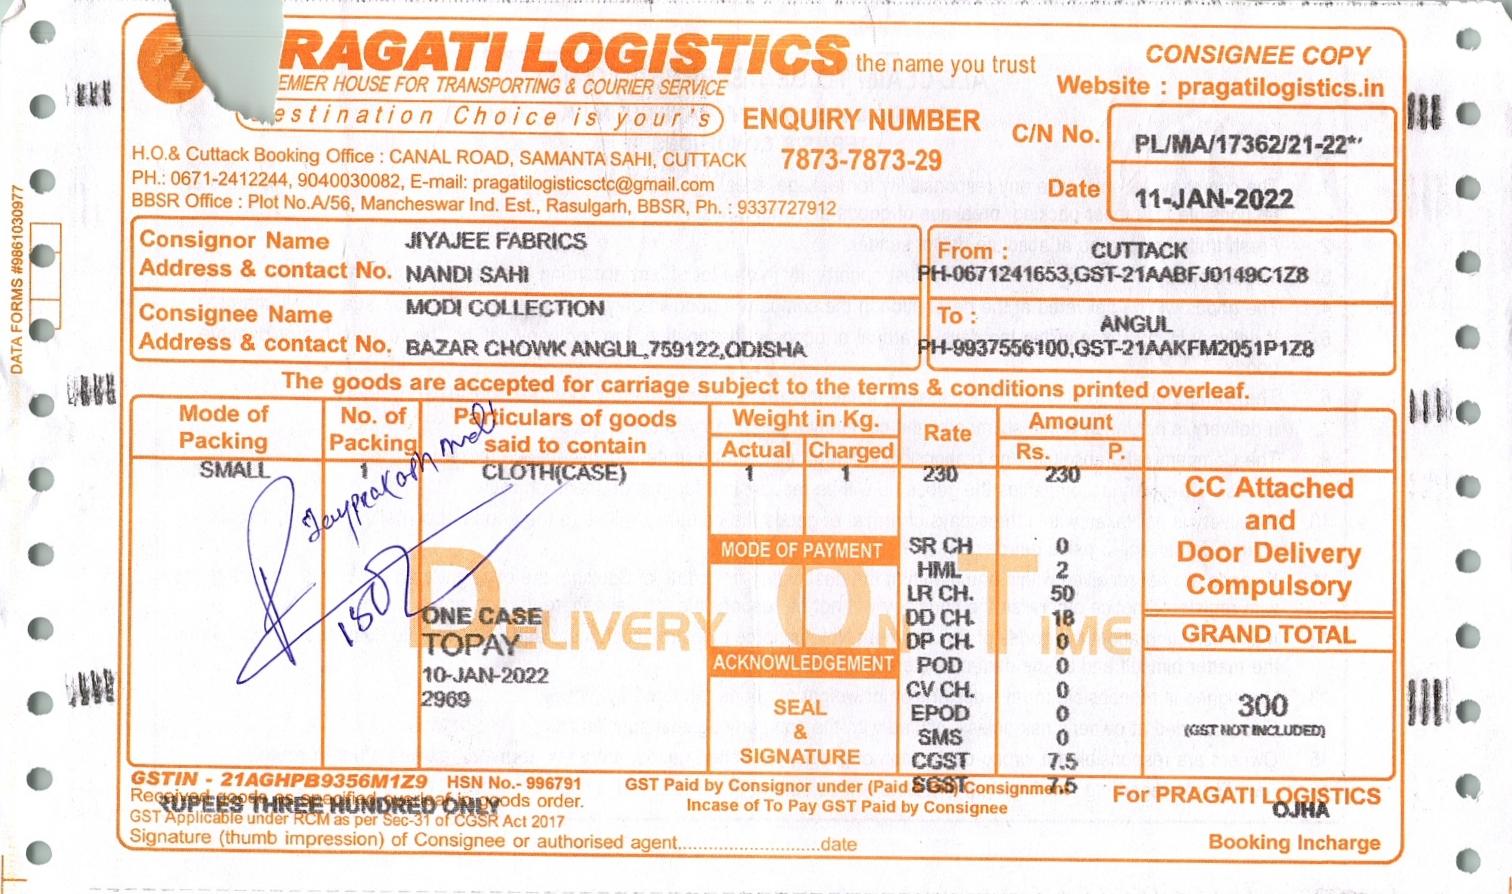 RAGATI LOGISTICS the name you trust
EMIER HOUSE FOR TRANSPORTING & COURIER SERVICE
estination Choice is your's
CONSIGNEE COPY
Website : pragatilogistics.in
ENQUIRY NUMBER
7873-7873-29
C/N No. PL/MA/17362/21-22*'
Date 11-JAN-2022
H.O.& Cuttack Booking Office : CANAL ROAD, SAMANTA SAHI, CUTTACK
PH.: 0671-2412244, 9040030082, E-mail: pragatilogisticsctc@gmail.com
BBSR Office : Plot No.A/56, Mancheswar Ind. Est., Rasulgarh, BBSR, Ph. : 9337727912
DATA FORMS #9861030977
Consignor Name JIYAJEE FABRICS
Address & contact No. NANDI SAHI
From : CUTTACK
PH-0671241653,GST-21AABFJ0149C1Z8
Consignee Name MODI COLLECTION
Address & contact No. BAZAR CHOWK ANGUL,759122,ODISHA
To : ANGUL
PH-9937556100,GST-21AAKFM2051P1Z8
The goods are accepted for carriage subject to the terms & conditions printed overleaf.
Mode of Packing No. of Packing Particulars of goods said to contain Weight in Kg. Actual Charged Rate Amount Rs. P.
SMALL 1 CLOTH(CASE) 1 1 230 230
CC Attached
and
Door Delivery
Compulsory
GRAND TOTAL
300
(GST NOT INCLUDED)
MODE OF PAYMENT
ACKNOWLEDGEMENT
SEAL
&
SIGNATURE
DELIVERY ON TIME
SR CH 0
HML 2
LR CH. 50
DD CH. 18
DP CH. 0
POD 0
CV CH. 0
EPOD 0
SMS 0
CGST 7.5
SGST 7.5
ONE CASE
TOPAY
10-JAN-2022
2969
GSTIN - 21AGHPB9356M1Z9 HSN No.- 996791
Received goods as specified overleaf in goods order.
RUPEES THREE HUNDRED ONLY
GST Applicable under RCM as per Sec-31 of CGSR Act 2017
Signature (thumb impression) of Consignee or authorised agent..............................date
GST Paid by Consignor under (Paid Consignment
Incase of To Pay GST Paid by Consignee
For PRAGATI LOGISTICS
OJHA
Booking Incharge